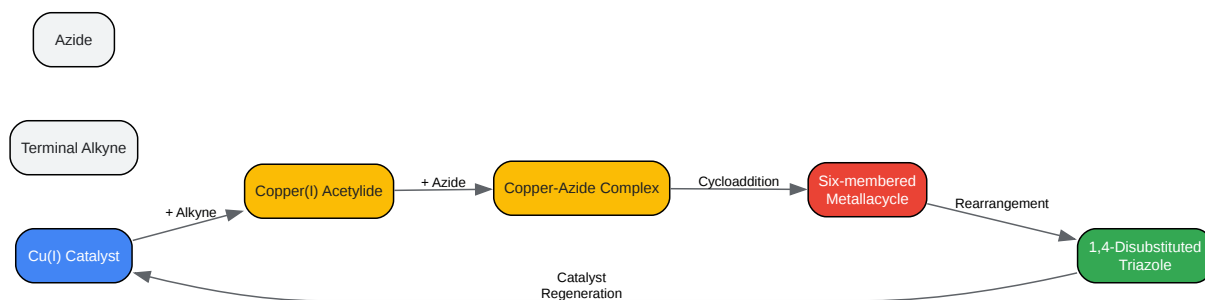 Azide
Terminal Alkyne
Cu(I) Catalyst
+ Alkyne
Copper(I) Acetylide
+ Azide
Copper-Azide Complex
Cycloaddition
Six-membered
Metallacycle
Rearrangement
1,4-Disubstituted
Triazole
Catalyst
Regeneration